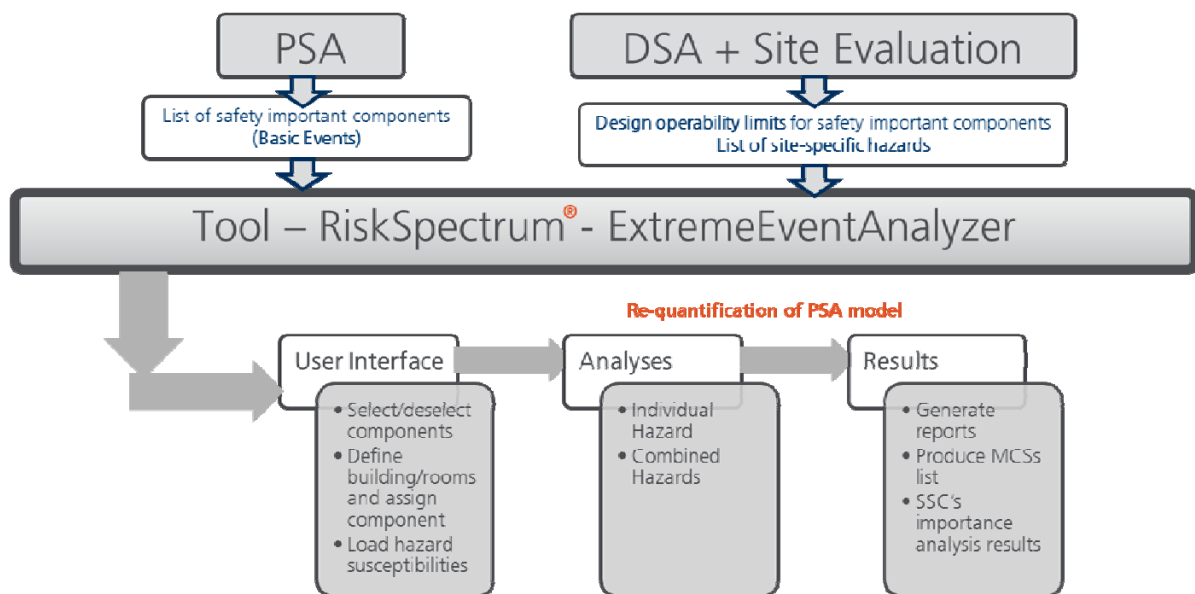 PSA
DSA + Site Evaluation
List of safety important components
(Basic Events)
Design operability limits for safety important components
List of site-specific hazards
Tool – RiskSpectrum® - ExtremeEventAnalyzer
Re-quantification of PSA model
User Interface
• Select/deselect
components
• Define
building/rooms
and assign
component
• Load hazard
susceptibilities
Analyses
• Individual
Hazard
• Combined
Hazards
Results
• Generate
reports
• Produce MCSs
list
• SSC's
importance
analysis results